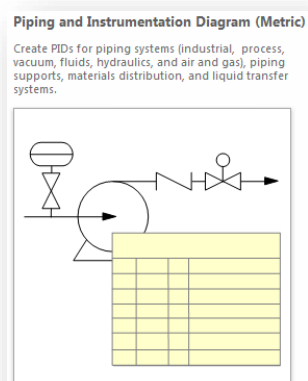 Piping and Instrumentation Diagram (Metric)
Create PIDs for piping systems (industrial, process,
vacuum, fluids, hydraulics, and air and gas), piping
supports, materials distribution, and liquid transfer
systems.